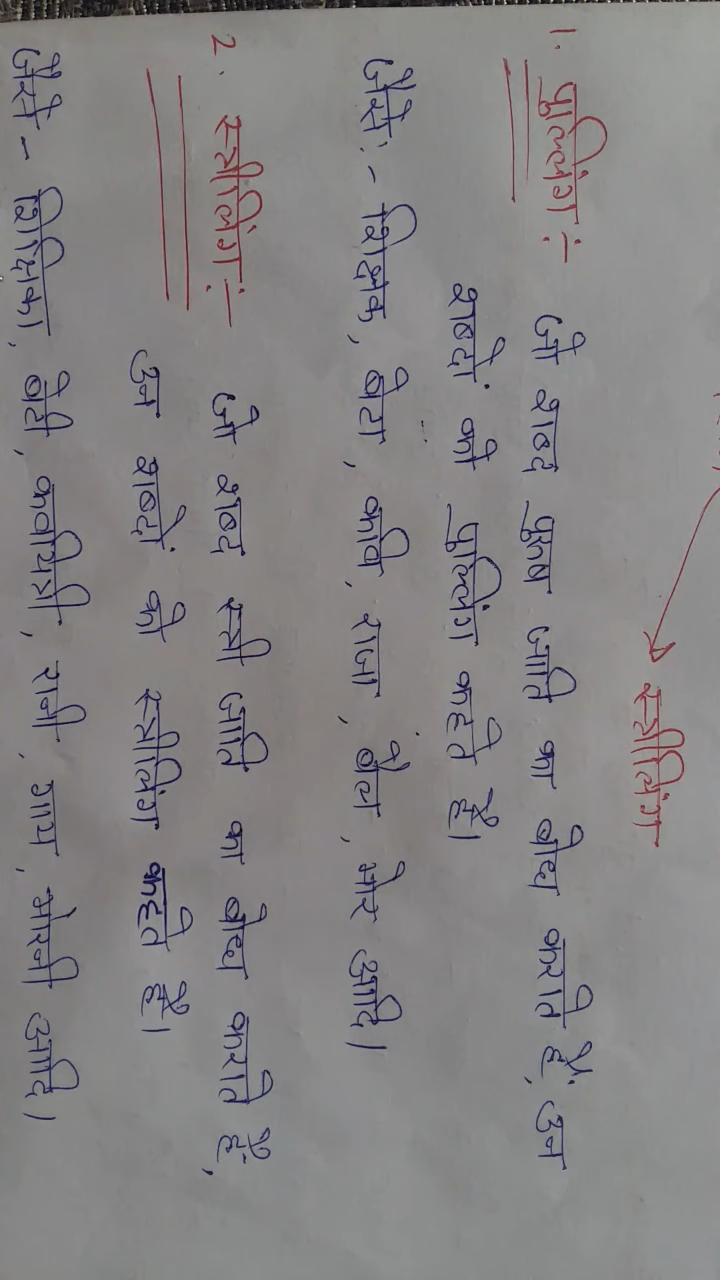 स्त्रीलिंग
1. पुल्लिंग :-
जो शब्द पुरुष जाति का बोध कराते हैं, उन
शब्दों को पुल्लिंग कहते हैं।
जैसे :- शिक्षक, बेटा, कवि, राजा, बैल, मोर आदि।
2. स्त्रीलिंग :-
जो शब्द स्त्री जाति का बोध कराते हैं,
उन शब्दों को स्त्रीलिंग कहते हैं।
जैसे - शिक्षिका, बेटी, कवयित्री, रानी, गाय, मोरनी आदि।